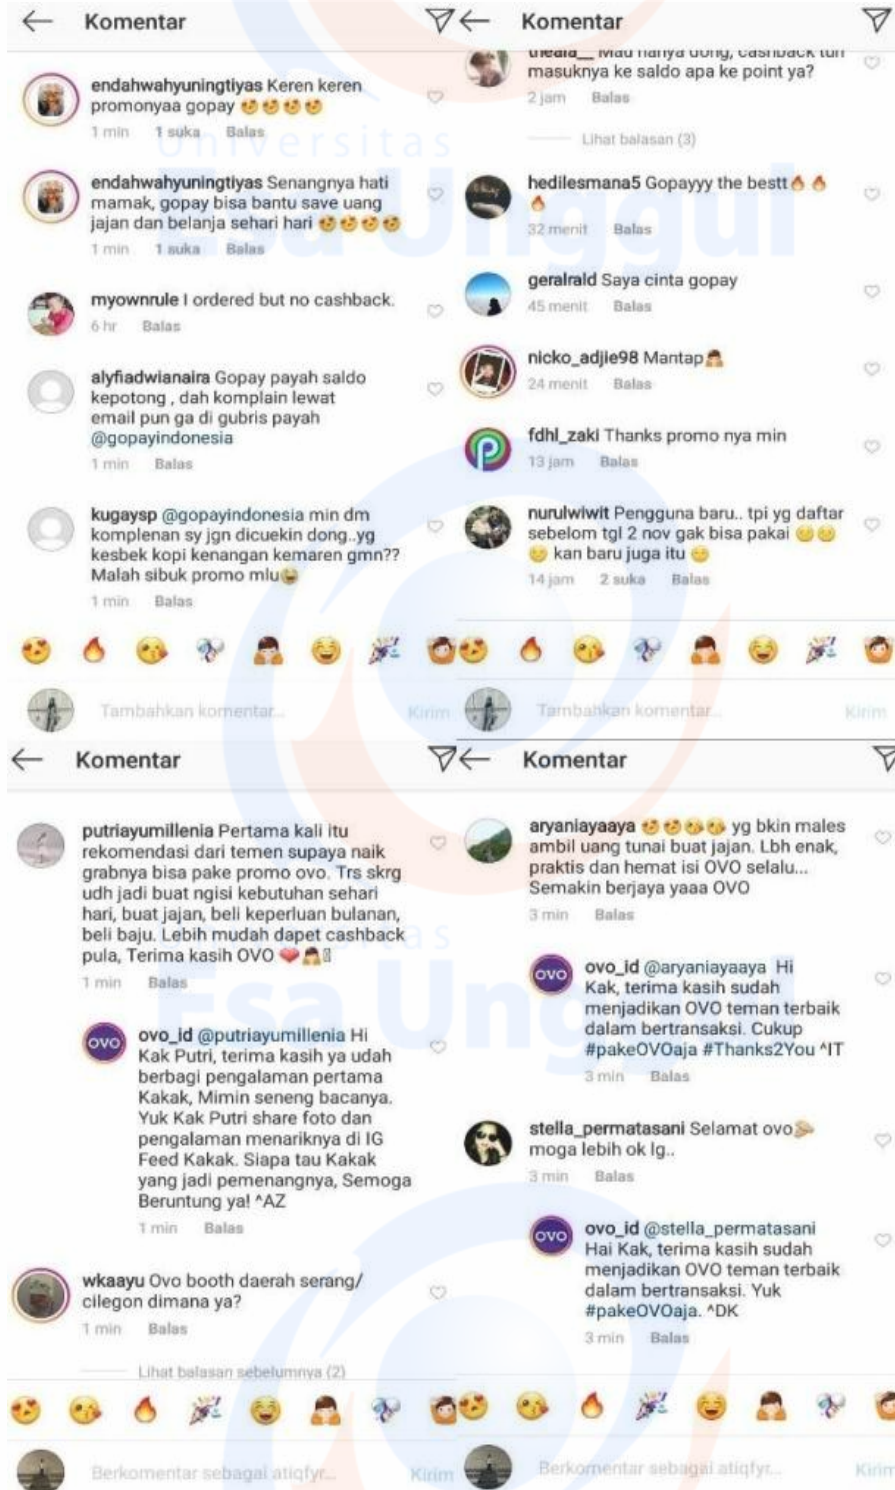 Komentar
endahwahyuningtiyas Keren keren
promonyaa gopay 😍😍😍😍
1 min 1 suka Balas
endahwahyuningtiyas Senangnya hati
mamak, gopay bisa bantu save uang
jajan dan belanja sehari hari 😍😍😍😍
1 min 1 suka Balas
myownrule I ordered but no cashback.
6 hr Balas
alyfiadwianaira Gopay payah saldo
kepotong , dah komplain lewat
email pun ga di gubris payah
@gopayindonesia
1 min Balas
kugaysp @gopayindonesia min dm
komplenan sy jgn dicuekin dong..yg
kesbek kopi kenangan kemaren gmn??
Malah sibuk promo mlu😂
1 min Balas
Tambahkan komentar... Kirim
Komentar
theala__ Mau nanya dong, cashback tuh
masuknya ke saldo apa ke point ya?
2 jam Balas
Lihat balasan (3)
hedilesmana5 Gopayyy the bestt🔥🔥
🔥
32 menit Balas
geralrald Saya cinta gopay
45 menit Balas
nicko_adjie98 Mantap🙇
24 menit Balas
fdhl_zaki Thanks promo nya min
13 jam Balas
nurulwiwit Pengguna baru.. tpi yg daftar
sebelom tgl 2 nov gak bisa pakai 😊😊
😊 kan baru juga itu 😊
14 jam 2 suka Balas
Tambahkan komentar... Kirim
Komentar
putriayumillenia Pertama kali itu
rekomendasi dari temen supaya naik
grabnya bisa pake promo ovo. Trs skrg
udh jadi buat ngisi kebutuhan sehari
hari, buat jajan, beli keperluan bulanan,
beli baju. Lebih mudah dapet cashback
pula, Terima kasih OVO ❤🙇
1 min Balas
OVO
ovo_id @putriayumillenia Hi
Kak Putri, terima kasih ya udah
berbagi pengalaman pertama
Kakak, Mimin seneng bacanya.
Yuk Kak Putri share foto dan
pengalaman menariknya di IG
Feed Kakak. Siapa tau Kakak
yang jadi pemenangnya, Semoga
Beruntung ya! ^AZ
1 min Balas
wkaayu Ovo booth daerah serang/
cilegon dimana ya?
1 min Balas
Lihat balasan sebelumnya (2)
Berkomentar sebagai atiqfyr... Kirim
Komentar
aryaniayaaya 😍😍😘😘 yg bkin males
ambil uang tunai buat jajan. Lbh enak,
praktis dan hemat isi OVO selalu...
Semakin berjaya yaaa OVO
3 min Balas
OVO
ovo_id @aryaniayaaya Hi
Kak, terima kasih sudah
menjadikan OVO teman terbaik
dalam bertransaksi. Cukup
#pakeOVOaja #Thanks2You ^IT
3 min Balas
stella_permatasani Selamat ovo
moga lebih ok lg..
3 min Balas
OVO
ovo_id @stella_permatasani
Hai Kak, terima kasih sudah
menjadikan OVO teman terbaik
dalam bertransaksi. Yuk
#pakeOVOaja. ^DK
3 min Balas
Berkomentar sebagai atiqfyr... Kirim
Universitas
Esa Unggul
Universitas
Esa Unggul